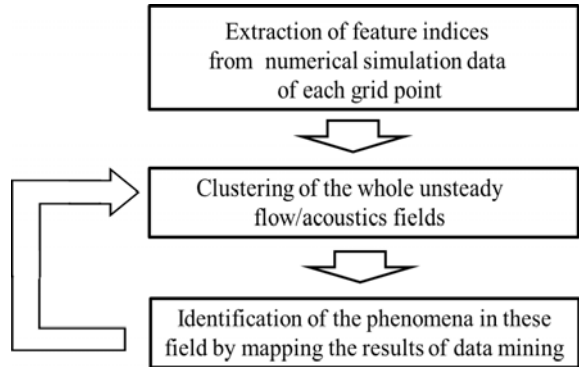 Extraction of feature indices
from numerical simulation data
of each grid point
Clustering of the whole unsteady
flow/acoustics fields
Identification of the phenomena in these
field by mapping the results of data mining